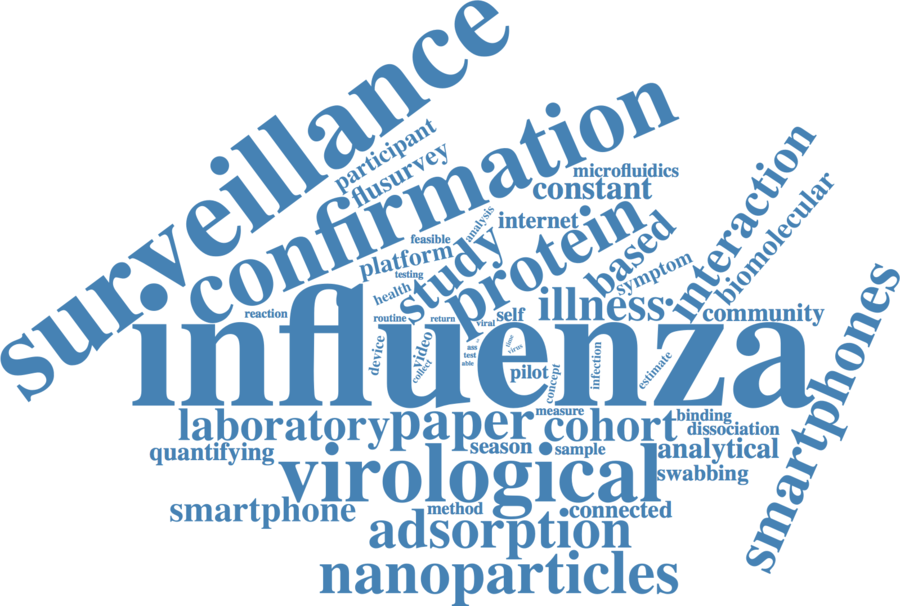 surveillance
participant
flusurvey
confirmation
microfluidics
constant
interaction
biomolecular
analysis
internet
feasible
platform
testing
study
protein
based
symptom
health
reaction
routine
return
viral
self
illness
community
influenza
smartphones
device
video
collect
ass
test
able
time
virus
pilot
concept
infection
estimate
laboratory
paper
measure
cohort
binding
dissociation
quantifying
season
sample
analytical
virological
swabbing
smartphone
method
connected
adsorption
nanoparticles